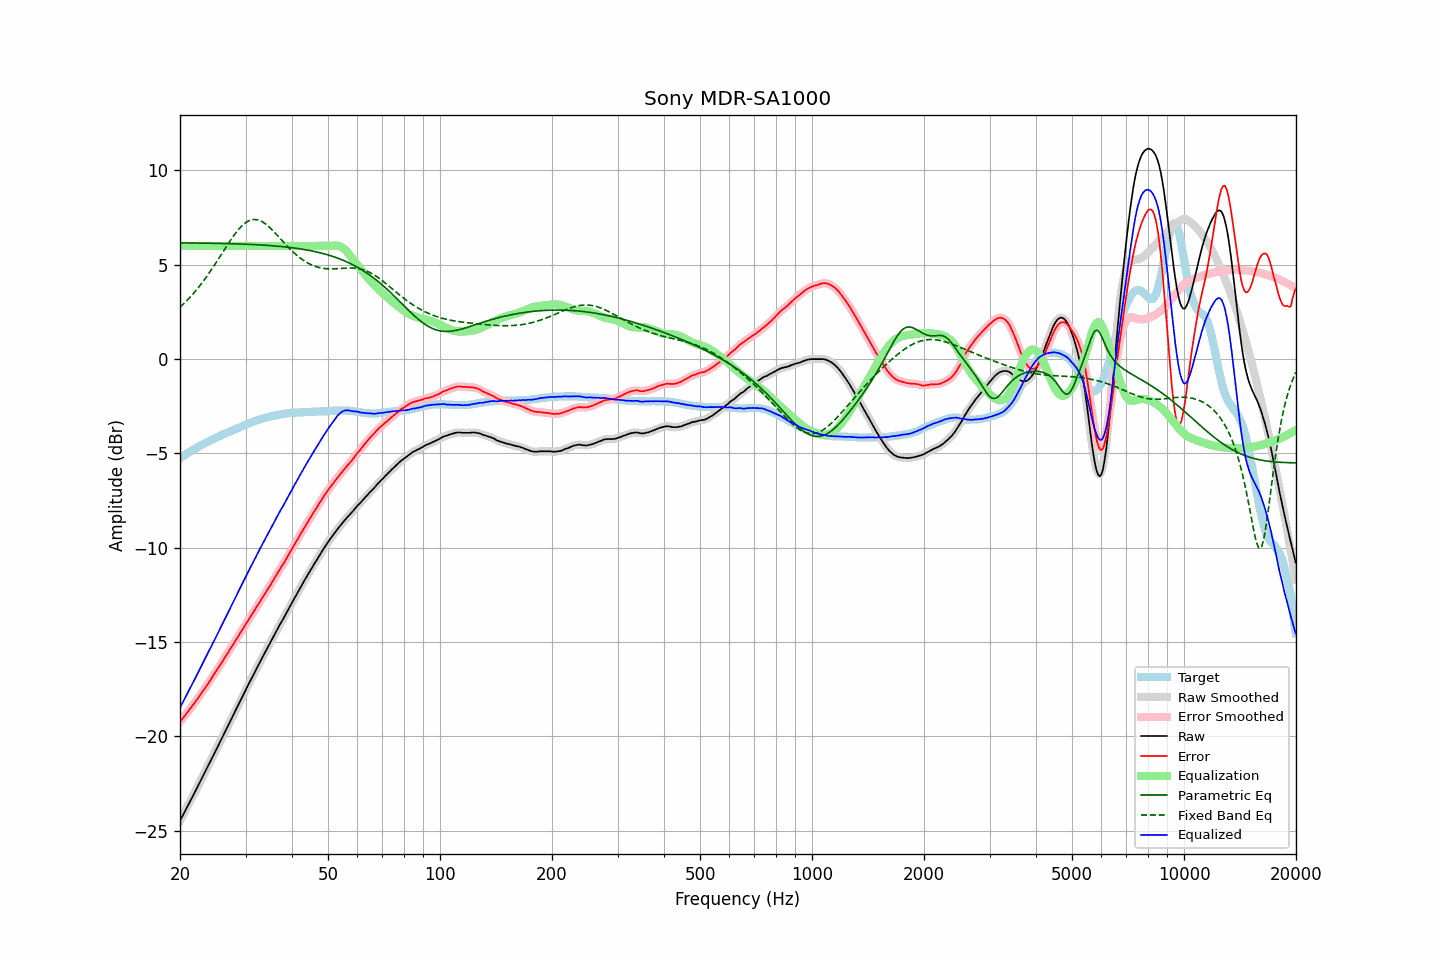 Sony MDR-SA1000
Amplitude (dBr)
10
5
0
−5
−10
−15
−20
−25
20
50
100
200
500
1000
2000
5000
10000
20000
Frequency (Hz)
Target
Raw Smoothed
Error Smoothed
Raw
Error
Equalization
Parametric Eq
Fixed Band Eq
Equalized